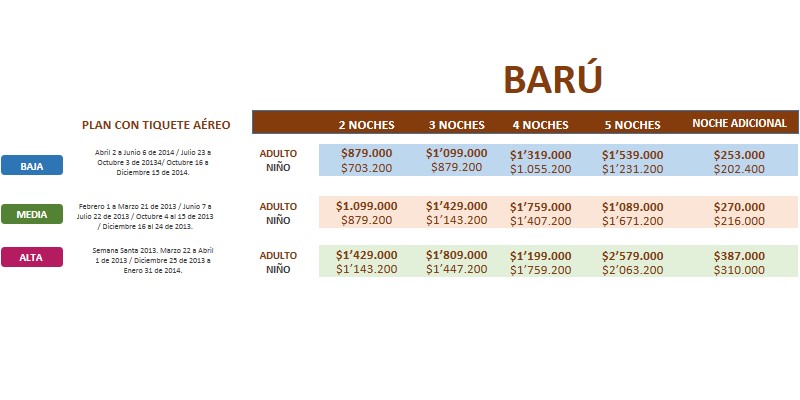 BARÚ
PLAN CON TIQUETE AÉREO 2 NOCHES 3 NOCHES 4 NOCHES 5 NOCHES NOCHE ADICIONAL
BAJA
Abril 2 a Junio 6 de 2014 / Julio 23 a
Octubre 3 de 20134/ Octubre 16 a
Diciembre 15 de 2014.
ADULTO $879.000 $1’099.000 $1’319.000 $1’539.000 $253.000
NIÑO $703.200 $879.200 $1.055.200 $1’231.200 $202.400
MEDIA
Febrero 1 a Marzo 21 de 2013 / Junio 7 a
Julio 22 de 2013 / Octubre 4 al 15 de 2013
/ Diciembre 16 al 24 de 2013.
ADULTO $1.099.000 $1’429.000 $1’759.000 $1’089.000 $270.000
NIÑO $879.200 $1’143.200 $1’407.200 $1’671.200 $216.000
ALTA
Semana Santa 2013. Marzo 22 a Abril
1 de 2013 / Diciembre 25 de 2013 a
Enero 31 de 2014.
ADULTO $1’429.000 $1’809.000 $1’199.000 $2’579.000 $387.000
NIÑO $1’143.200 $1’447.200 $1’759.200 $2’063.200 $310.000